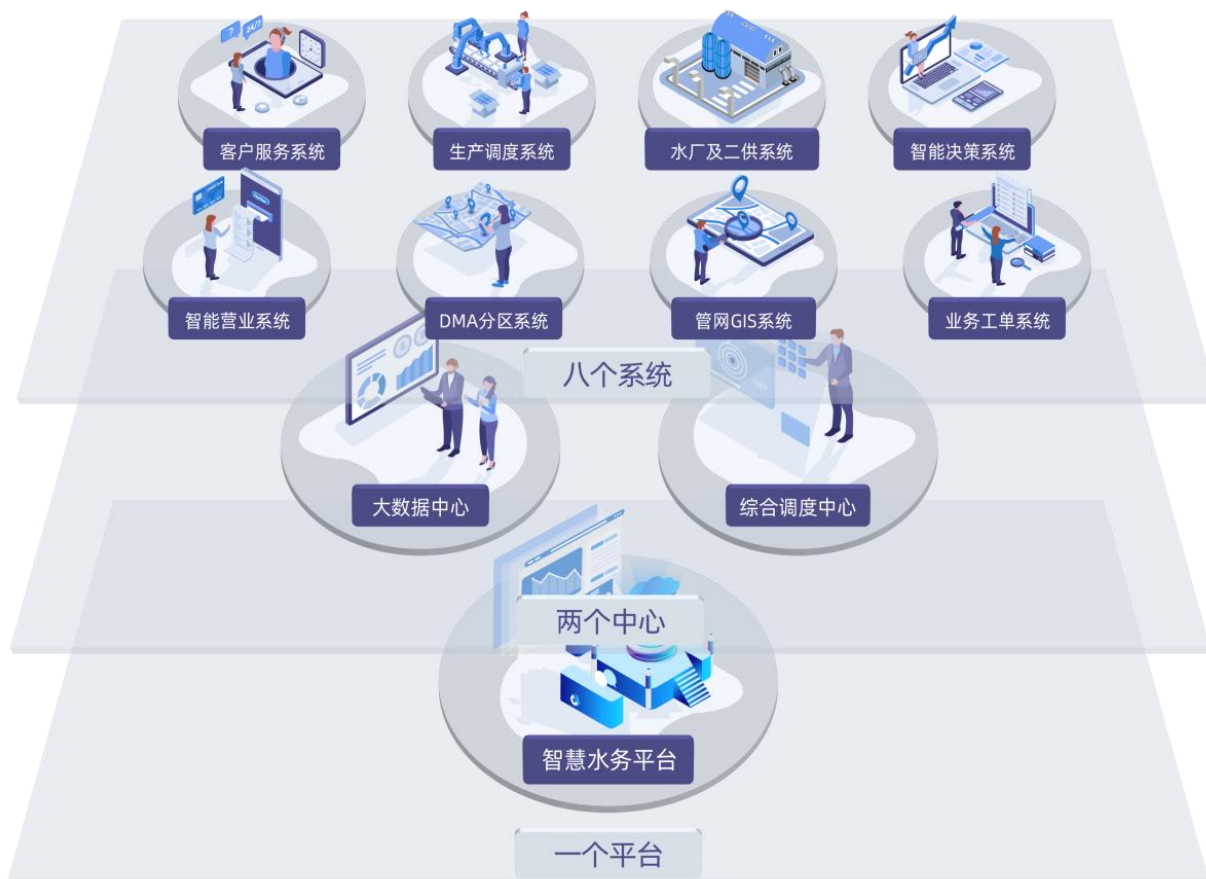 24/7
客户服务系统
生产调度系统
水厂及二供系统
智能决策系统
智能营业系统
DMA分区系统
管网GIS系统
业务工单系统
八个系统
大数据中心
综合调度中心
两个中心
智慧水务平台
一个平台